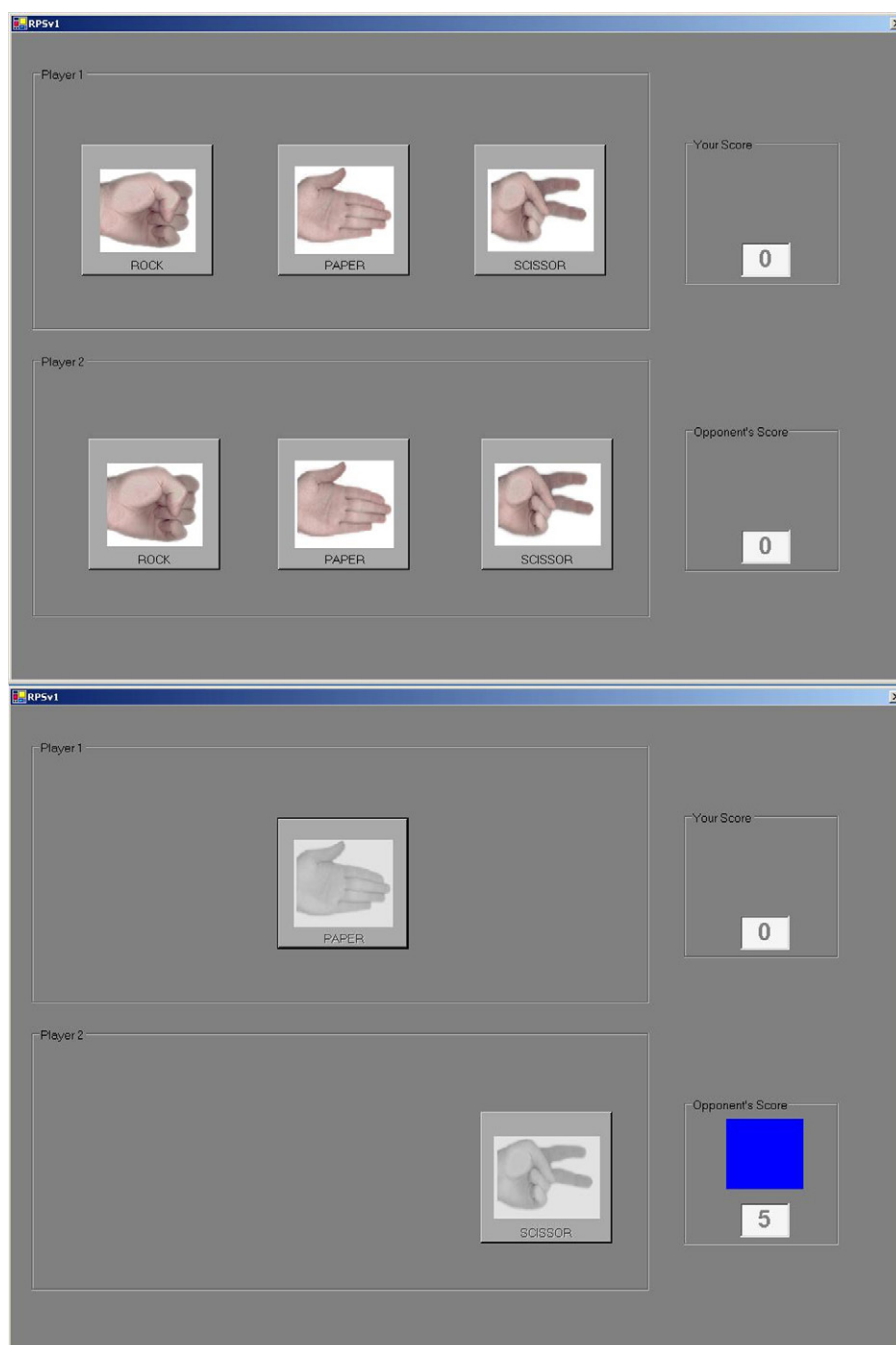 RPSv1
Player 1
Your Score
0
ROCK
PAPER
SCISSOR
Player 2
Opponent's Score
0
ROCK
PAPER
SCISSOR
RPSv1
Player 1
Your Score
0
PAPER
Player 2
Opponent's Score
5
SCISSOR